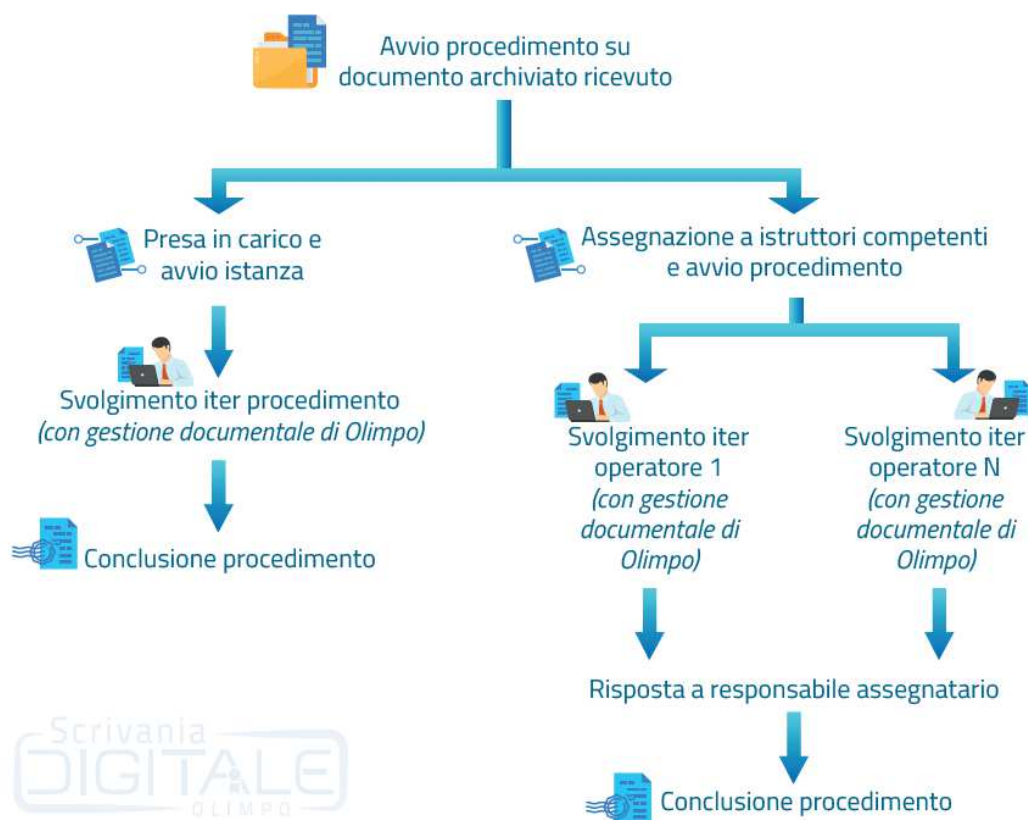 Avvio procedimento su
documento archiviato ricevuto
Presa in carico e
avvio istanza
Assegnazione a istruttori competenti
e avvio procedimento
Svolgimento iter procedimento
(con gestione documentale di Olimpo)
Svolgimento iter
operatore 1
(con gestione
documentale di
Olimpo)
Svolgimento iter
operatore N
(con gestione
documentale di
Olimpo)
Conclusione procedimento
Risposta a responsabile assegnatario
Conclusione procedimento
Scrivania
DIGITALE
OLIMPO